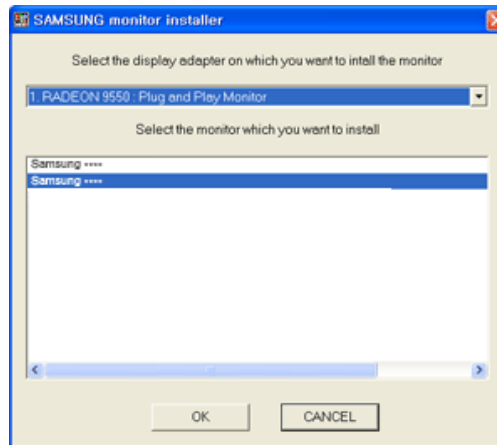 SAMSUNG monitor installer
Select the display adapter on which you want to intall the monitor
1. RADEON 9550 : Plug and Play Monitor
Select the monitor which you want to install
Samsung ----
Samsung ----
OK
CANCEL